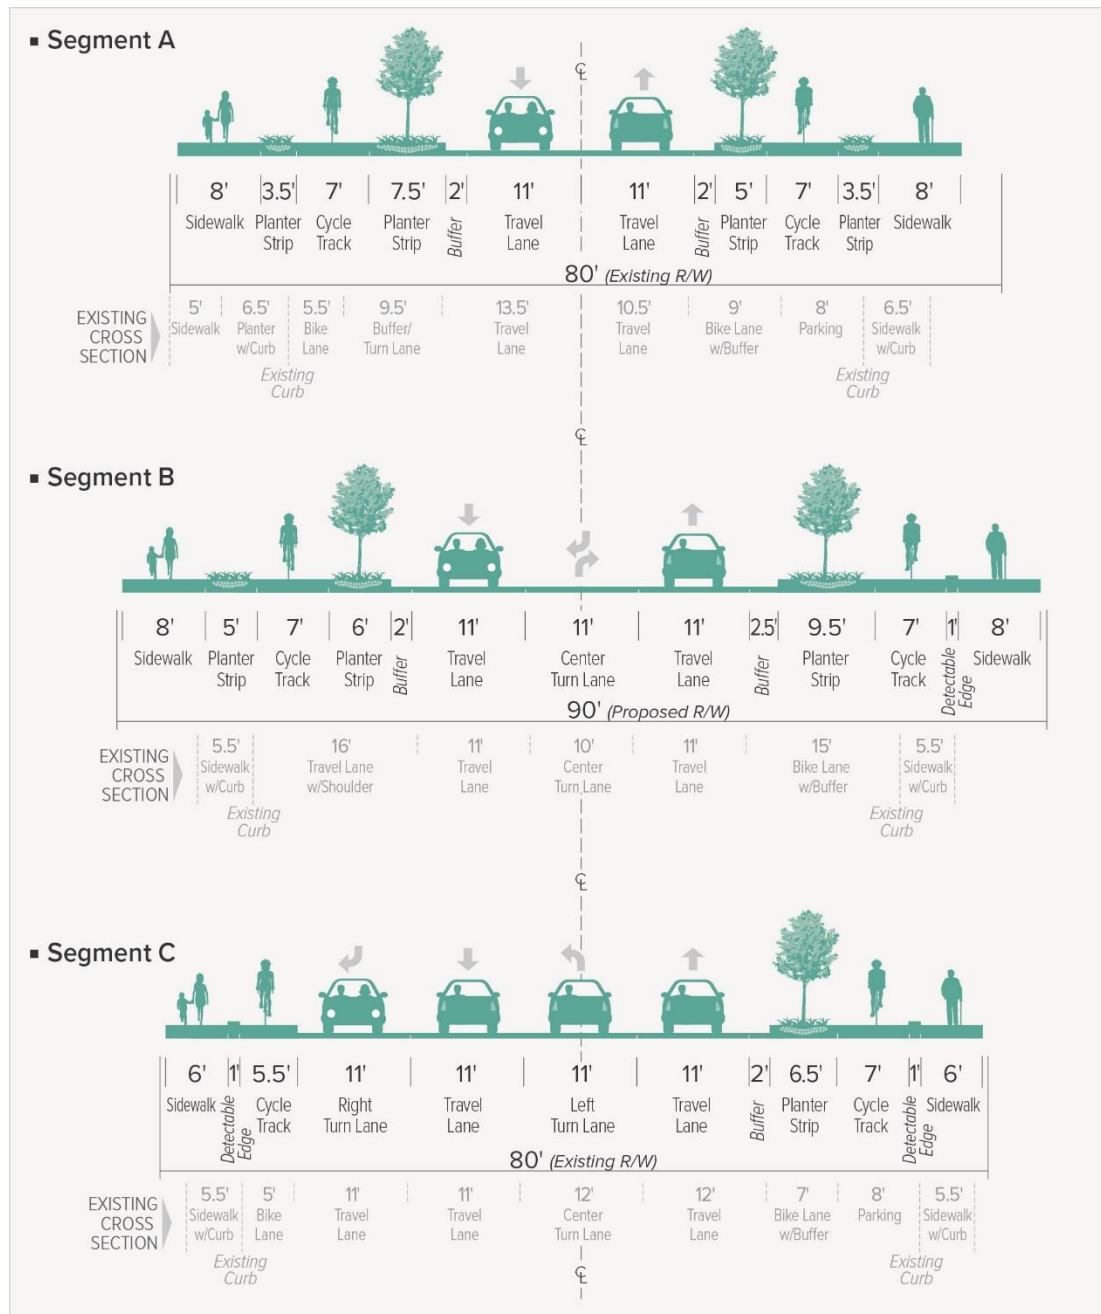 ▪ Segment A
℄
8' 3.5' 7' 7.5' 2' 11' 11' 2' 5' 7' 3.5' 8'
Sidewalk Planter Cycle Planter Buffer Travel Travel Buffer Planter Cycle Planter Sidewalk
Strip Track Strip Lane Lane Strip Track Strip
80' (Existing R/W)
EXISTING
CROSS
SECTION
5' 6.5' 5.5' 9.5' 13.5' 10.5' 9' 8' 6.5'
Sidewalk Planter Bike Buffer/ Travel Travel Bike Lane Parking Sidewalk
w/Curb Lane Turn Lane Lane Lane w/Buffer w/Curb
Existing Existing
Curb Curb
℄
▪ Segment B
8' 5' 7' 6' 2' 11' 11' 11' 2.5' 9.5' 7' 1' 8'
Sidewalk Planter Cycle Planter Buffer Travel Center Travel Buffer Planter Cycle Detectable Sidewalk
Strip Track Strip Lane Turn Lane Lane Strip Track Edge
90' (Proposed R/W)
EXISTING
CROSS
SECTION
5.5' 16' 11' 10' 11' 15' 5.5'
Sidewalk Travel Lane Travel Center Travel Bike Lane Sidewalk
w/Curb w/Shoulder Lane Turn Lane Lane w/Buffer w/Curb
Existing Existing
Curb Curb
℄
▪ Segment C
6' 1' 5.5' 11' 11' 11' 11' 2' 6.5' 7' 1' 6'
Sidewalk Detectable Cycle Right Travel Left Travel Buffer Planter Cycle Detectable Sidewalk
Edge Track Turn Lane Lane Turn Lane Lane Strip Track Edge
80' (Existing R/W)
EXISTING
CROSS
SECTION
5.5' 5' 11' 11' 12' 12' 7' 8' 5.5'
Sidewalk Bike Travel Travel Center Travel Bike Lane Parking Sidewalk
w/Curb Lane Lane Lane Turn Lane Lane w/Buffer w/Curb
Existing Existing
Curb Curb
℄